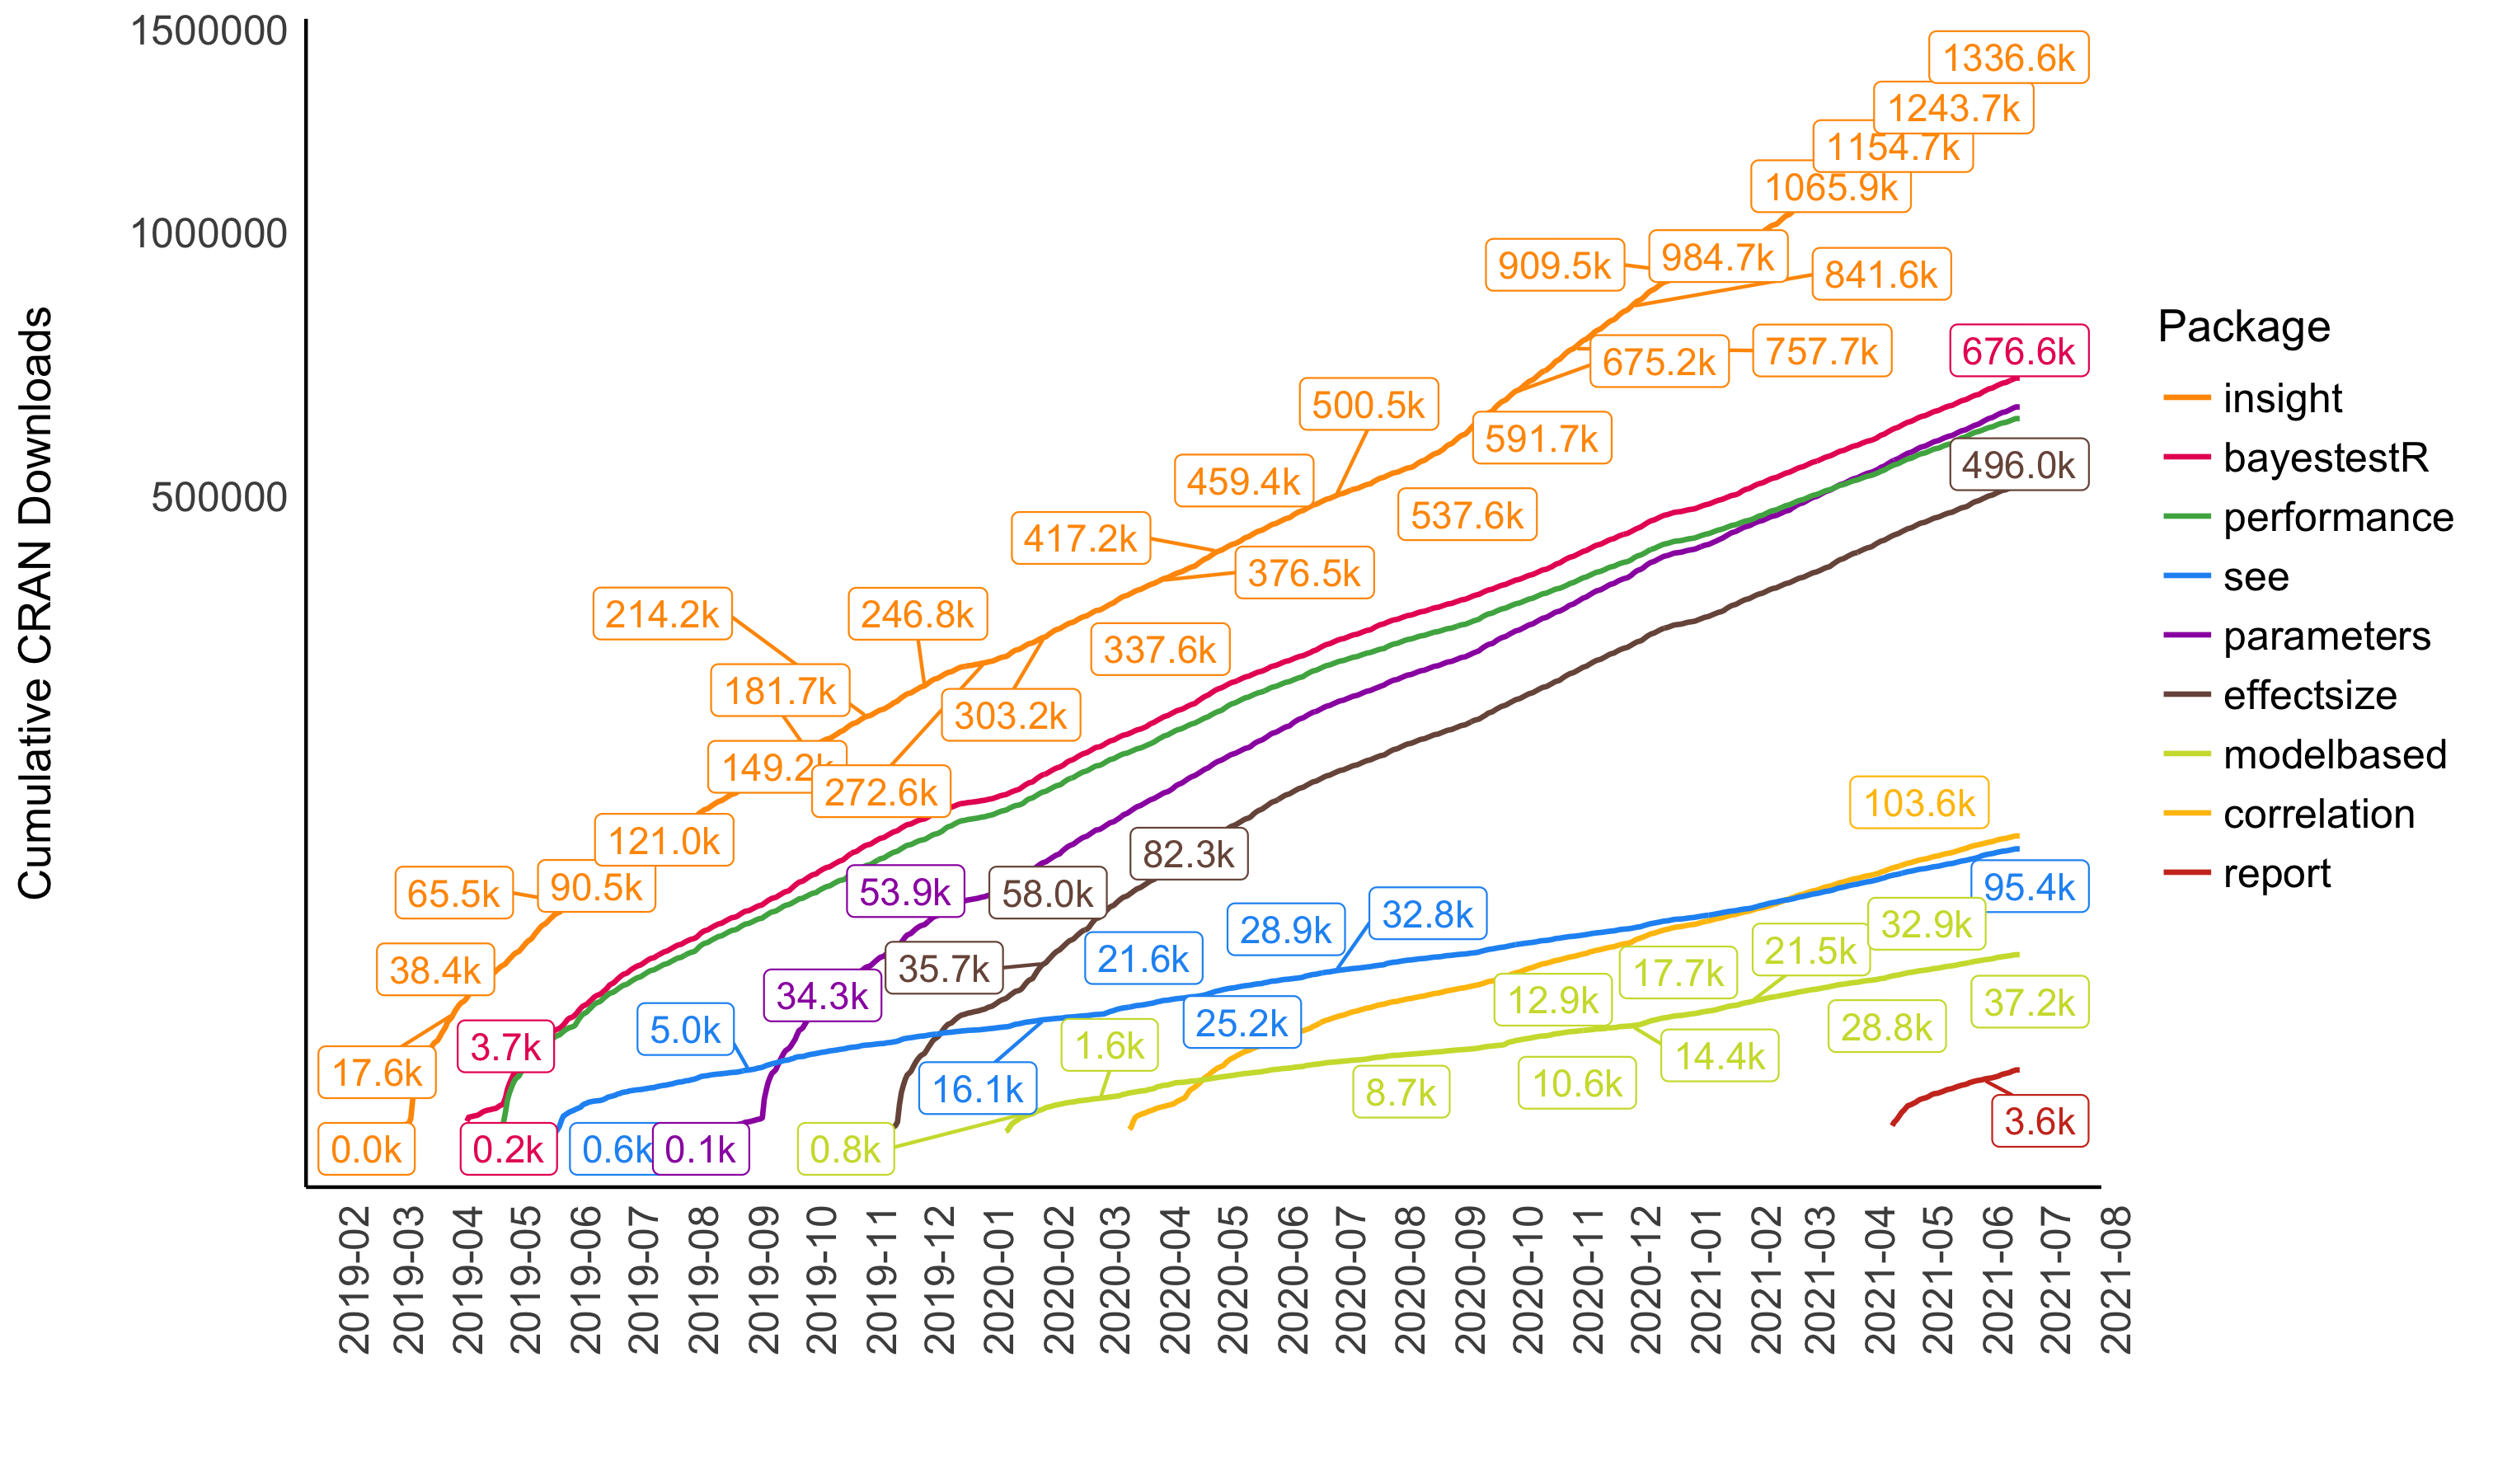 Cumulative CRAN Downloads
1500000
1000000
500000
1336.6k
1243.7k
1154.7k
1065.9k
909.5k
984.7k
841.6k
675.2k
757.7k
676.6k
500.5k
591.7k
496.0k
459.4k
537.6k
417.2k
376.5k
214.2k
246.8k
337.6k
181.7k
303.2k
149.2k
272.6k
121.0k
103.6k
82.3k
65.5k
90.5k
53.9k
58.0k
95.4k
32.8k
28.9k
32.9k
38.4k
35.7k
21.6k
21.5k
17.7k
34.3k
12.9k
37.2k
5.0k
25.2k
28.8k
3.7k
1.6k
14.4k
17.6k
16.1k
8.7k
10.6k
3.6k
0.0k
0.2k
0.6k
0.1k
0.8k
2019-02
2019-03
2019-04
2019-05
2019-06
2019-07
2019-08
2019-09
2019-10
2019-11
2019-12
2020-01
2020-02
2020-03
2020-04
2020-05
2020-06
2020-07
2020-08
2020-09
2020-10
2020-11
2020-12
2021-01
2021-02
2021-03
2021-04
2021-05
2021-06
2021-07
2021-08
Package
insight
bayestestR
performance
see
parameters
effectsize
modelbased
correlation
report